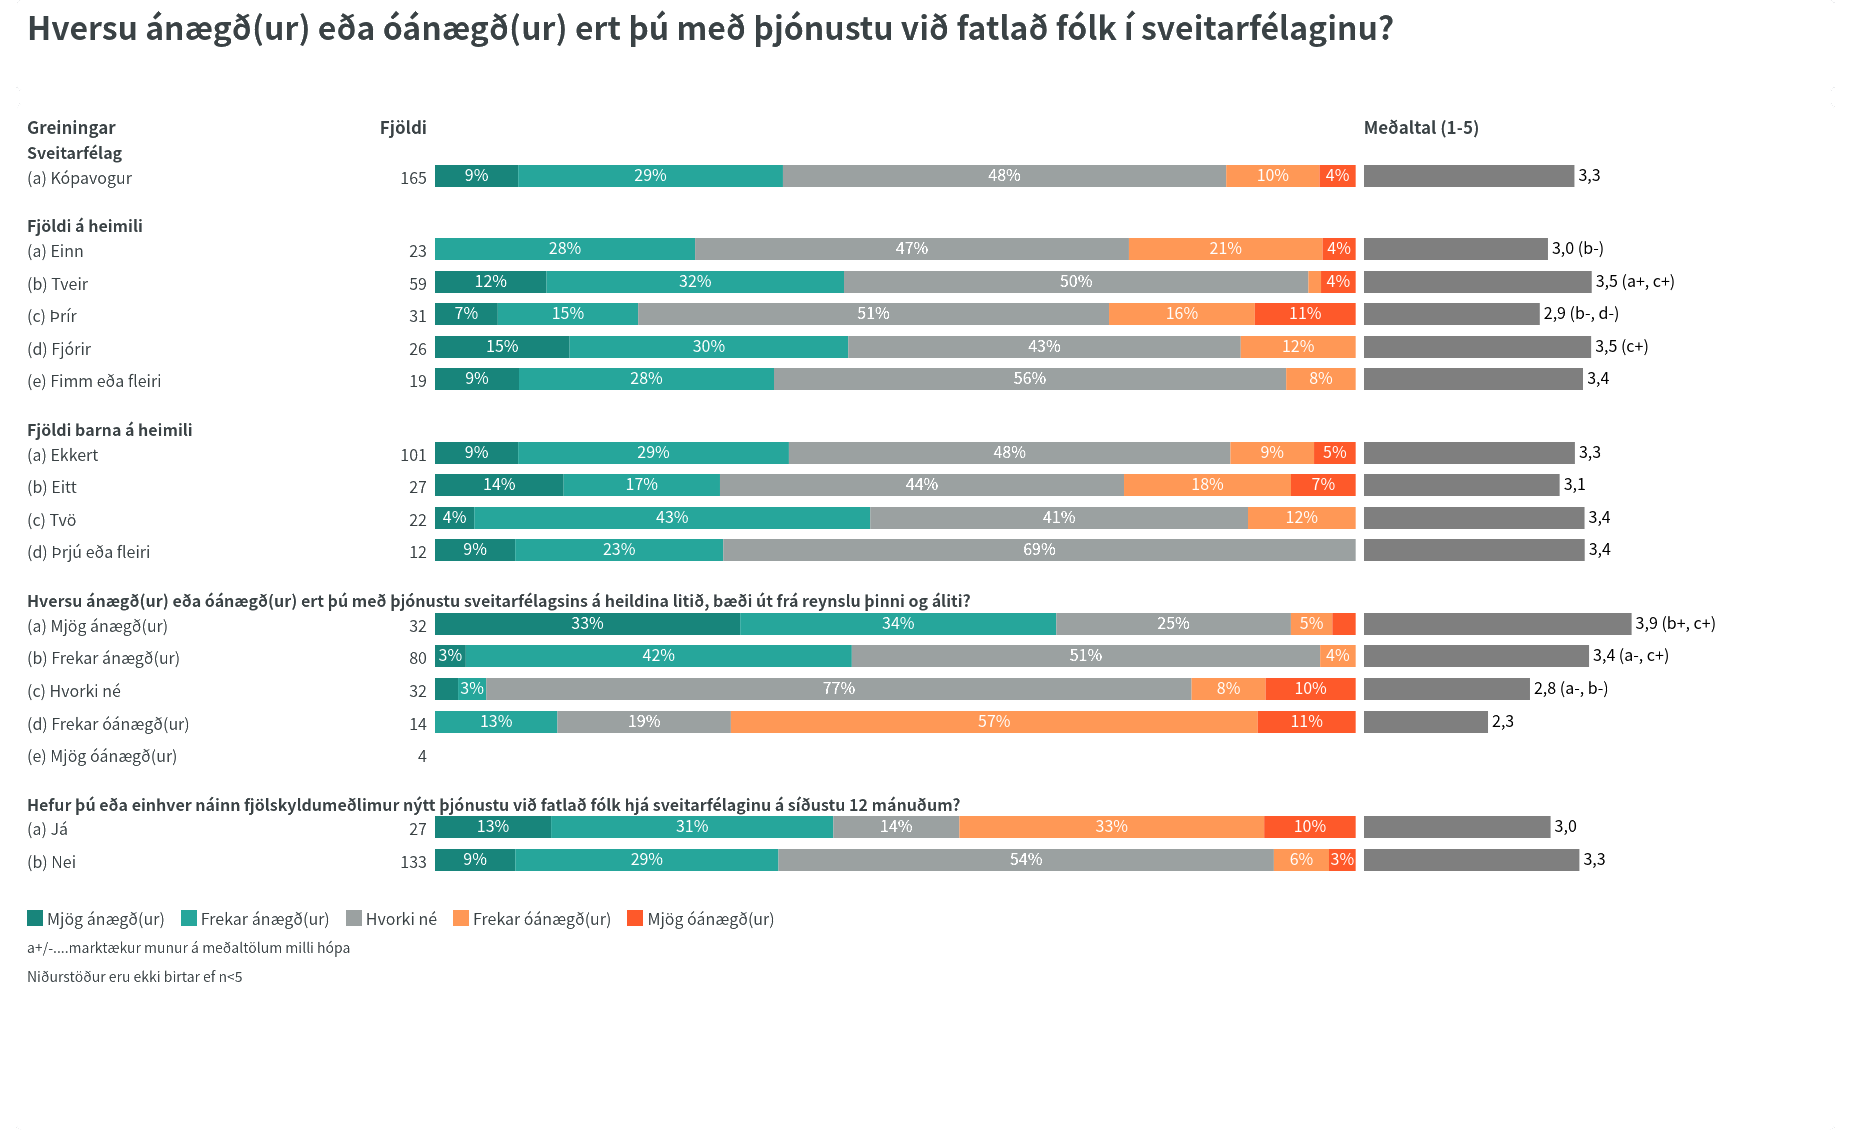 Hversu ánægð(ur) eða óánægð(ur) ert þú með þjónustu við fatlað fólk í sveitarfélaginu?
Greiningar Fjöldi Meðaltal (1-5)
Sveitarfélag
(a) Kópavogur 165 9% 29% 48% 10% 4% 3,3
Fjöldi á heimili
(a) Einn 23 28% 47% 21% 4% 3,0 (b-)
(b) Tveir 59 12% 32% 50% 4% 3,5 (a+, c+)
(c) Þrír 31 7% 15% 51% 16% 11% 2,9 (b-, d-)
(d) Fjórir 26 15% 30% 43% 12% 3,5 (c+)
(e) Fimm eða fleiri 19 9% 28% 56% 8% 3,4
Fjöldi barna á heimili
(a) Ekkert 101 9% 29% 48% 9% 5% 3,3
(b) Eitt 27 14% 17% 44% 18% 7% 3,1
(c) Tvö 22 4% 43% 41% 12% 3,4
(d) Þrjú eða fleiri 12 9% 23% 69% 3,4
Hversu ánægð(ur) eða óánægð(ur) ert þú með þjónustu sveitarfélagsins á heildina litið, bæði út frá reynslu þinni og áliti?
(a) Mjög ánægð(ur) 32 33% 34% 25% 5% 3,9 (b+, c+)
(b) Frekar ánægð(ur) 80 3% 42% 51% 4% 3,4 (a-, c+)
(c) Hvorki né 32 3% 77% 8% 10% 2,8 (a-, b-)
(d) Frekar óánægð(ur) 14 13% 19% 57% 11% 2,3
(e) Mjög óánægð(ur) 4
Hefur þú eða einhver náinn fjölskyldumeðlimur nýtt þjónustu við fatlað fólk hjá sveitarfélaginu á síðustu 12 mánuðum?
(a) Já 27 13% 31% 14% 33% 10% 3,0
(b) Nei 133 9% 29% 54% 6% 3% 3,3
Mjög ánægð(ur) Frekar ánægð(ur) Hvorki né Frekar óánægð(ur) Mjög óánægð(ur)
a+/-....marktækur munur á meðaltölum milli hópa
Niðurstöður eru ekki birtar ef n<5